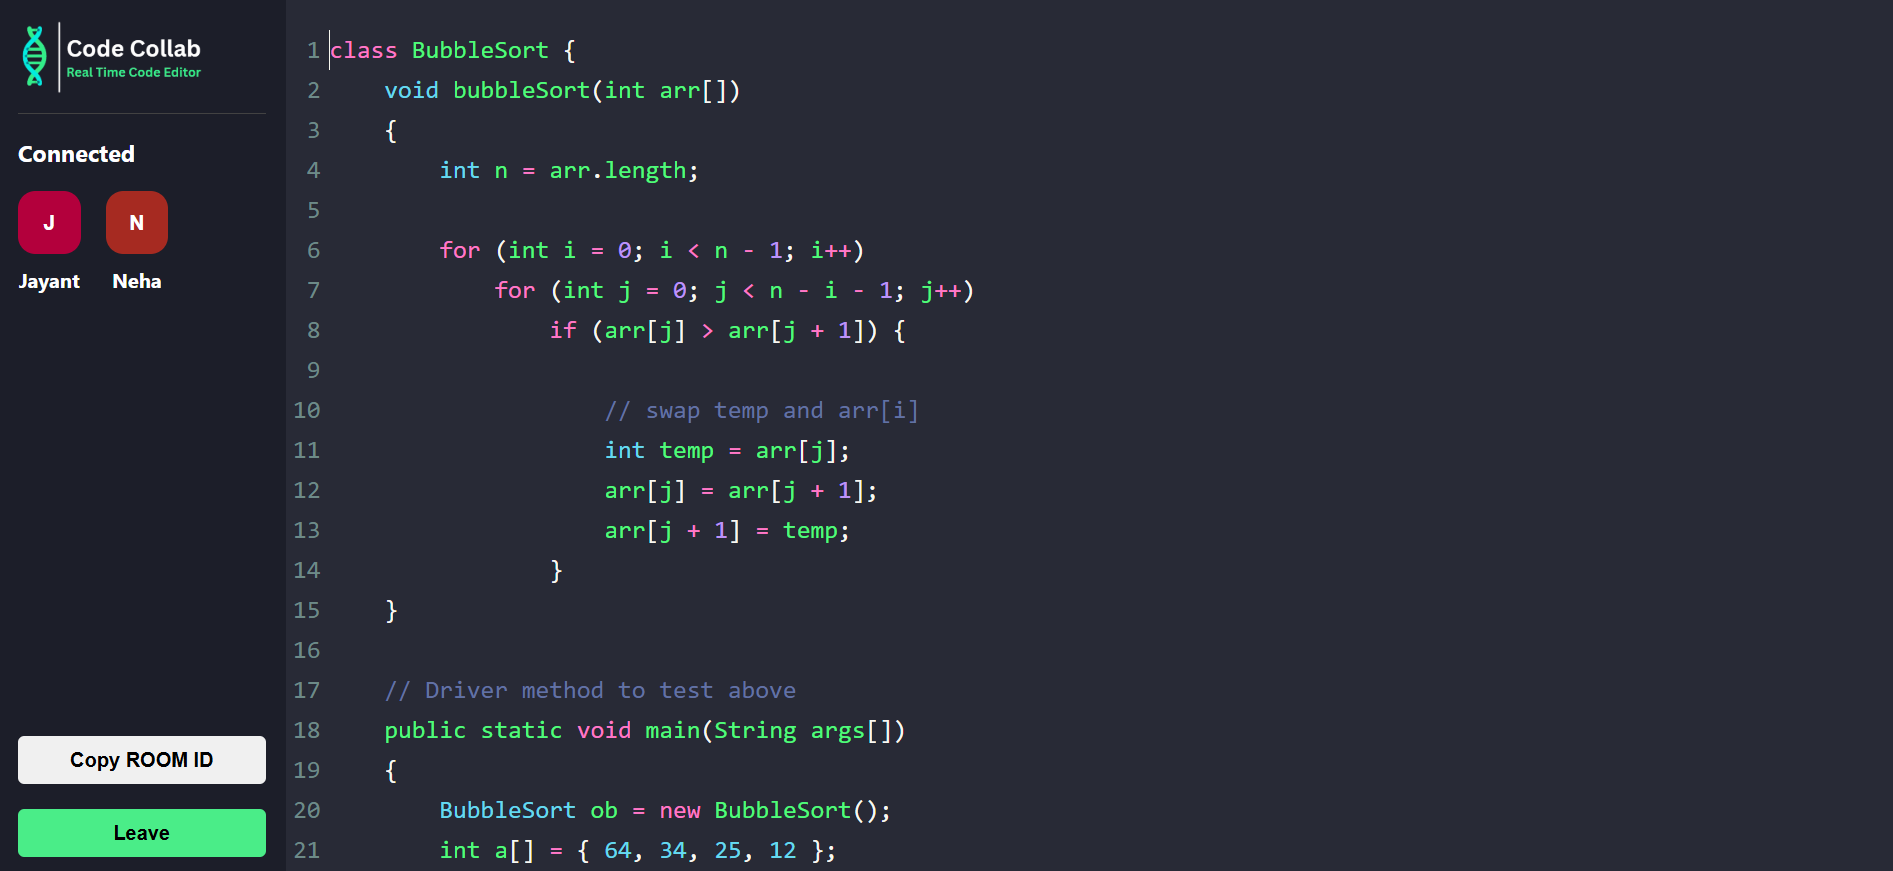 Code Collab
Real Time Code Editor
Connected
J N
Jayant Neha
Copy ROOM ID
Leave
1 class BubbleSort {
2     void bubbleSort(int arr[])
3     {
4         int n = arr.length;
5
6         for (int i = 0; i < n - 1; i++)
7             for (int j = 0; j < n - i - 1; j++)
8                 if (arr[j] > arr[j + 1]) {
9
10                     // swap temp and arr[i]
11                     int temp = arr[j];
12                     arr[j] = arr[j + 1];
13                     arr[j + 1] = temp;
14                 }
15     }
16
17     // Driver method to test above
18     public static void main(String args[])
19     {
20         BubbleSort ob = new BubbleSort();
21         int a[] = { 64, 34, 25, 12 };